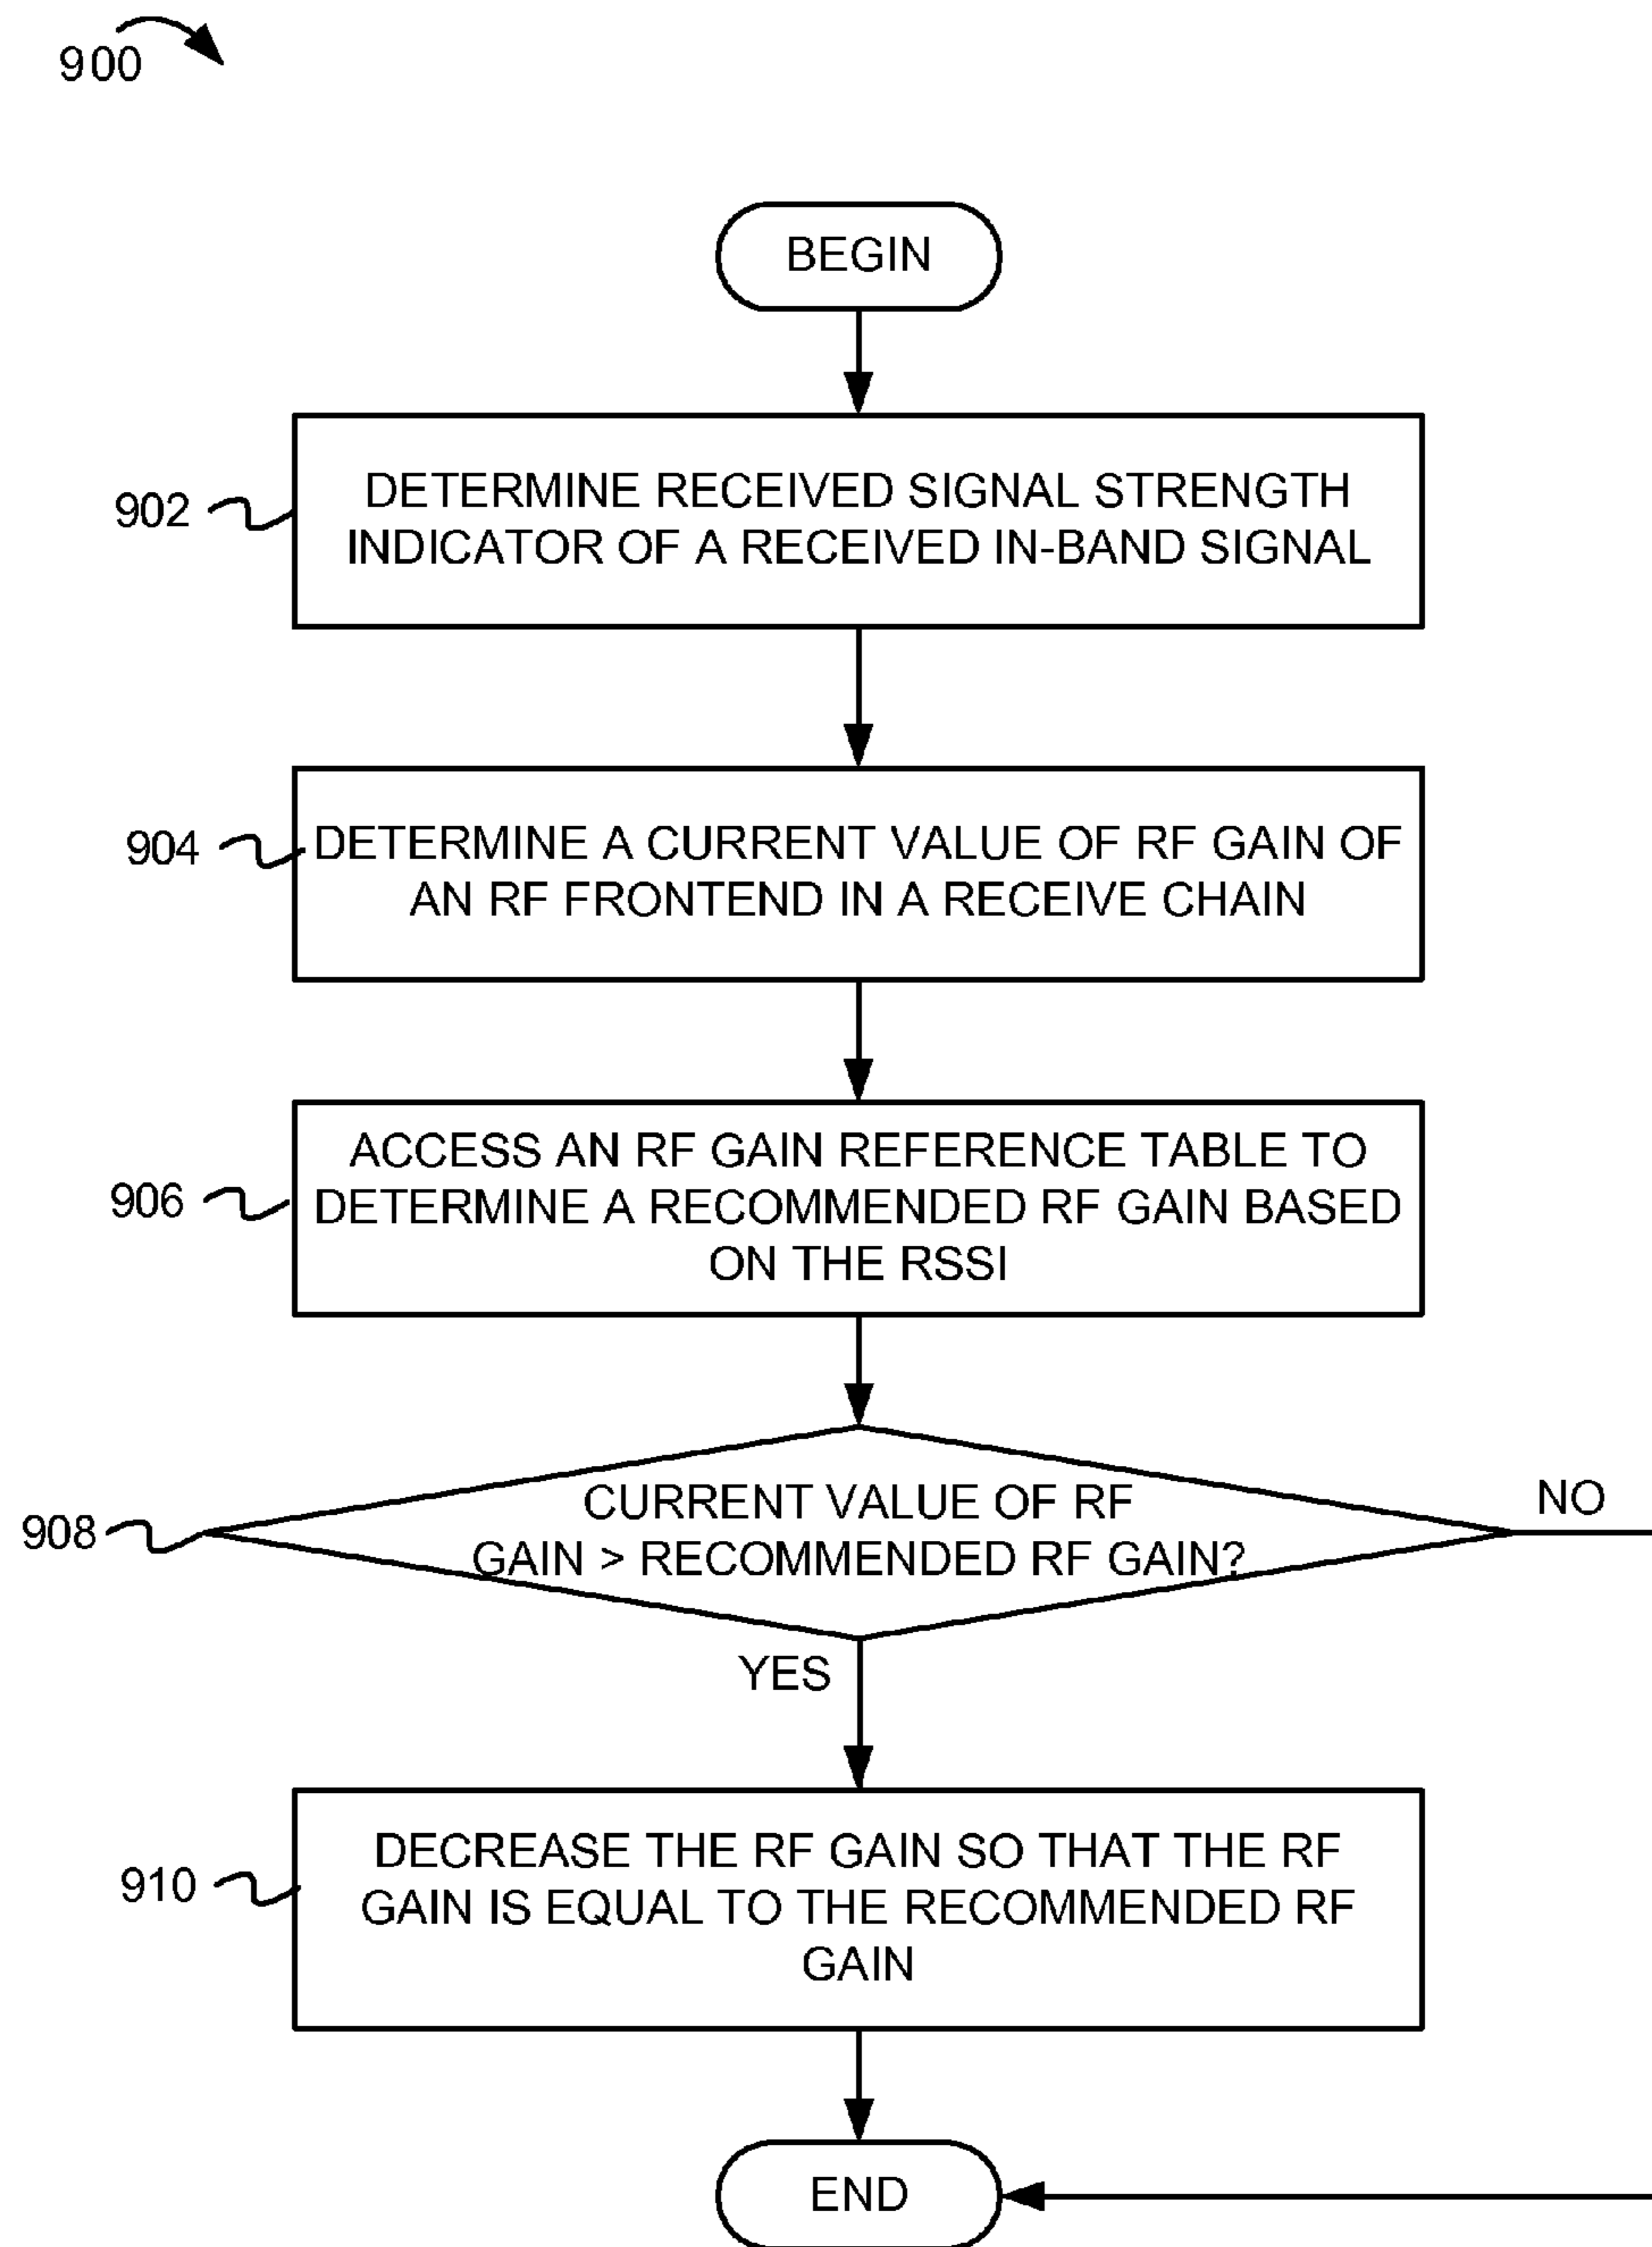 900
BEGIN
902
DETERMINE RECEIVED SIGNAL STRENGTH
INDICATOR OF A RECEIVED IN-BAND SIGNAL
904
DETERMINE A CURRENT VALUE OF RF GAIN OF
AN RF FRONTEND IN A RECEIVE CHAIN
906
ACCESS AN RF GAIN REFERENCE TABLE TO
DETERMINE A RECOMMENDED RF GAIN BASED
ON THE RSSI
908
CURRENT VALUE OF RF
GAIN > RECOMMENDED RF GAIN?
NO
YES
910
DECREASE THE RF GAIN SO THAT THE RF
GAIN IS EQUAL TO THE RECOMMENDED RF
GAIN
END